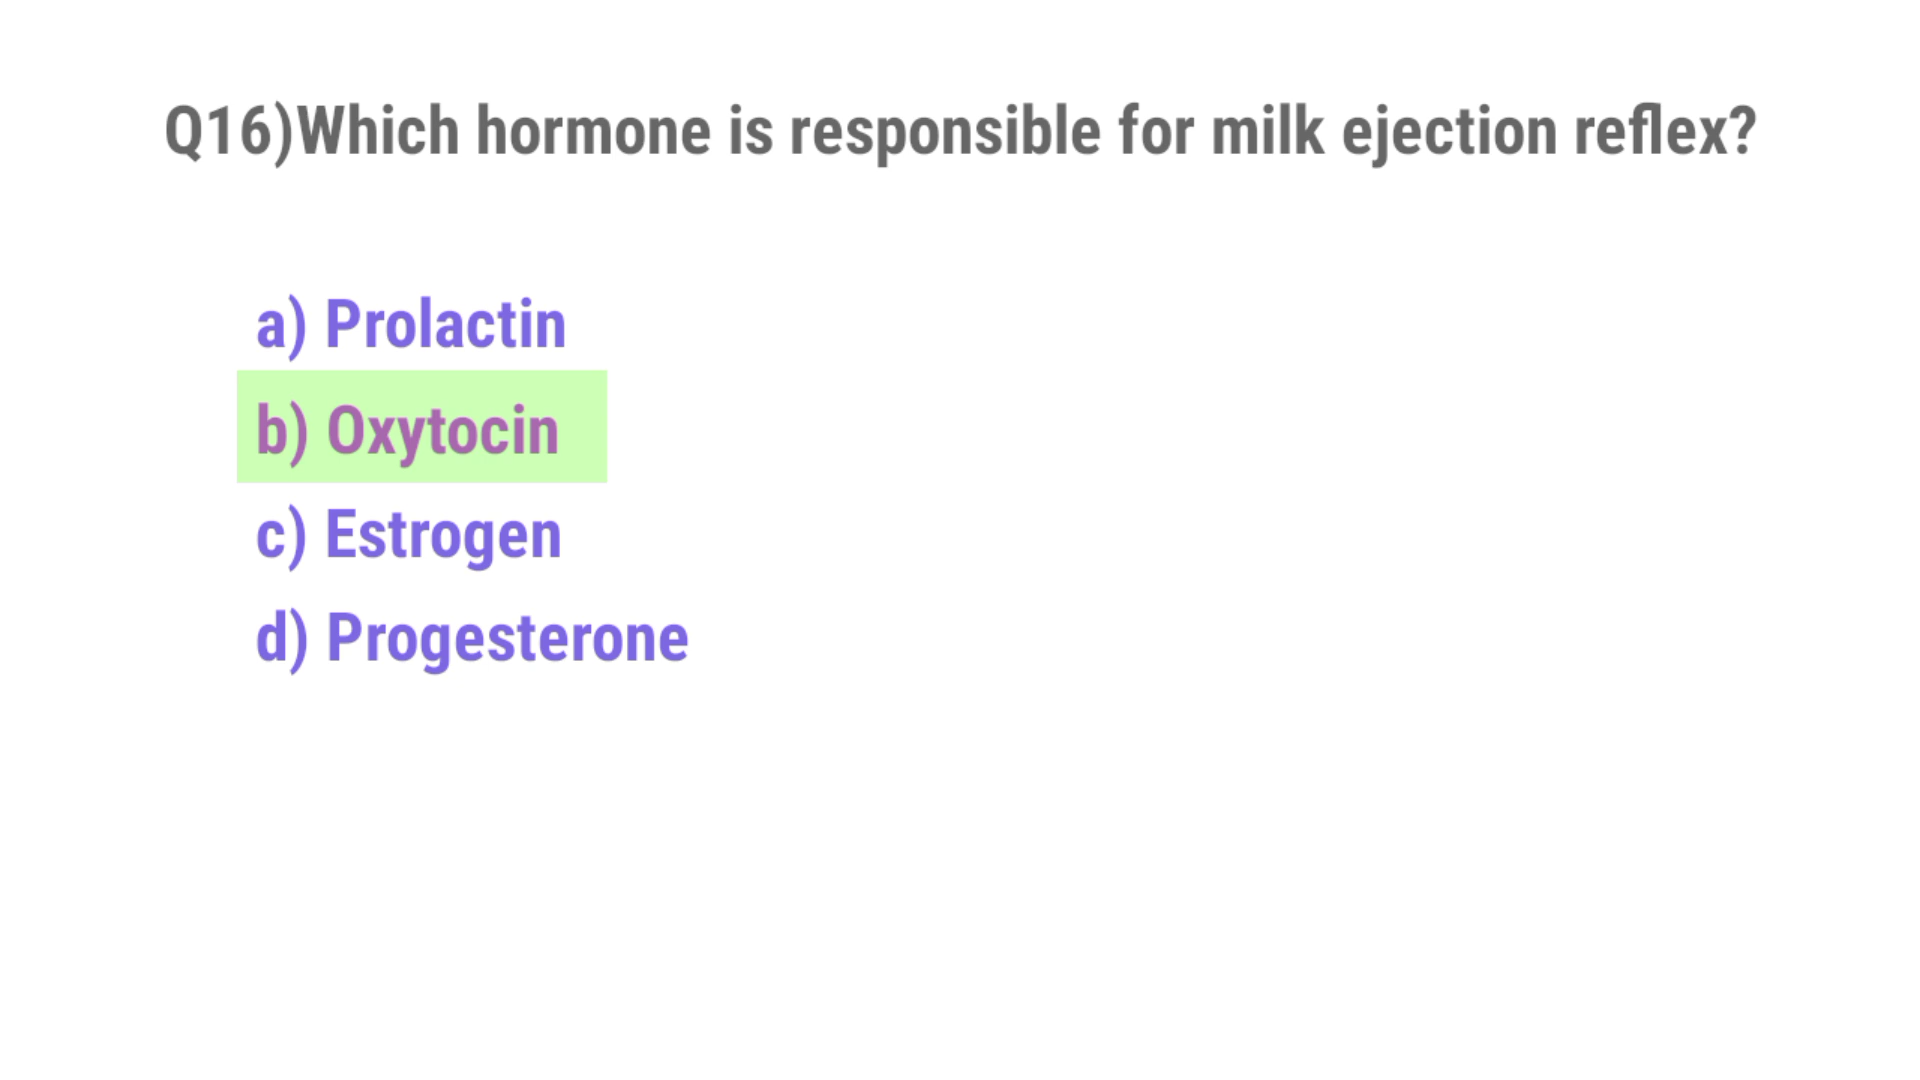 Q16)Which hormone is responsible for milk ejection reflex?
a) Prolactin
b) Oxytocin
c) Estrogen
d) Progesterone